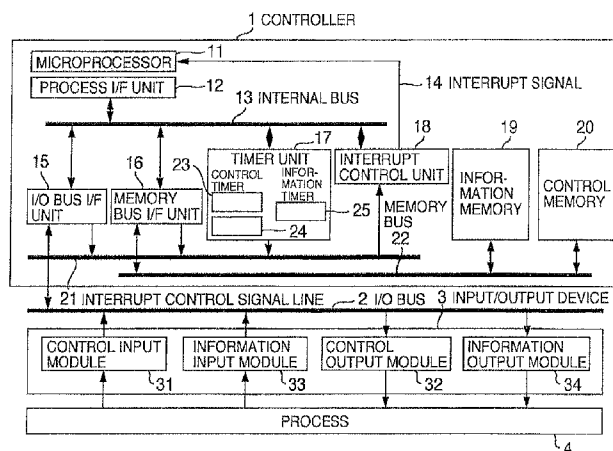 1 CONTROLLER
11
MICROPROCESSOR
12
PROCESS I/F UNIT
13 INTERNAL BUS
14 INTERRUPT SIGNAL
15
I/O BUS I/F
UNIT
16
MEMORY
BUS I/F UNIT
17
TIMER UNIT
23
CONTROL
TIMER
INFOR-
MATION
TIMER
24
25
18
INTERRUPT
CONTROL UNIT
MEMORY
BUS
22
19
INFOR-
MATION
MEMORY
20
CONTROL
MEMORY
21 INTERRUPT CONTROL SIGNAL LINE
2 I/O BUS
3 INPUT/OUTPUT DEVICE
CONTROL INPUT
MODULE
31
INFORMATION
INPUT MODULE
33
CONTROL
OUTPUT MODULE
32
INFORMATION
OUTPUT MODULE
34
PROCESS
4